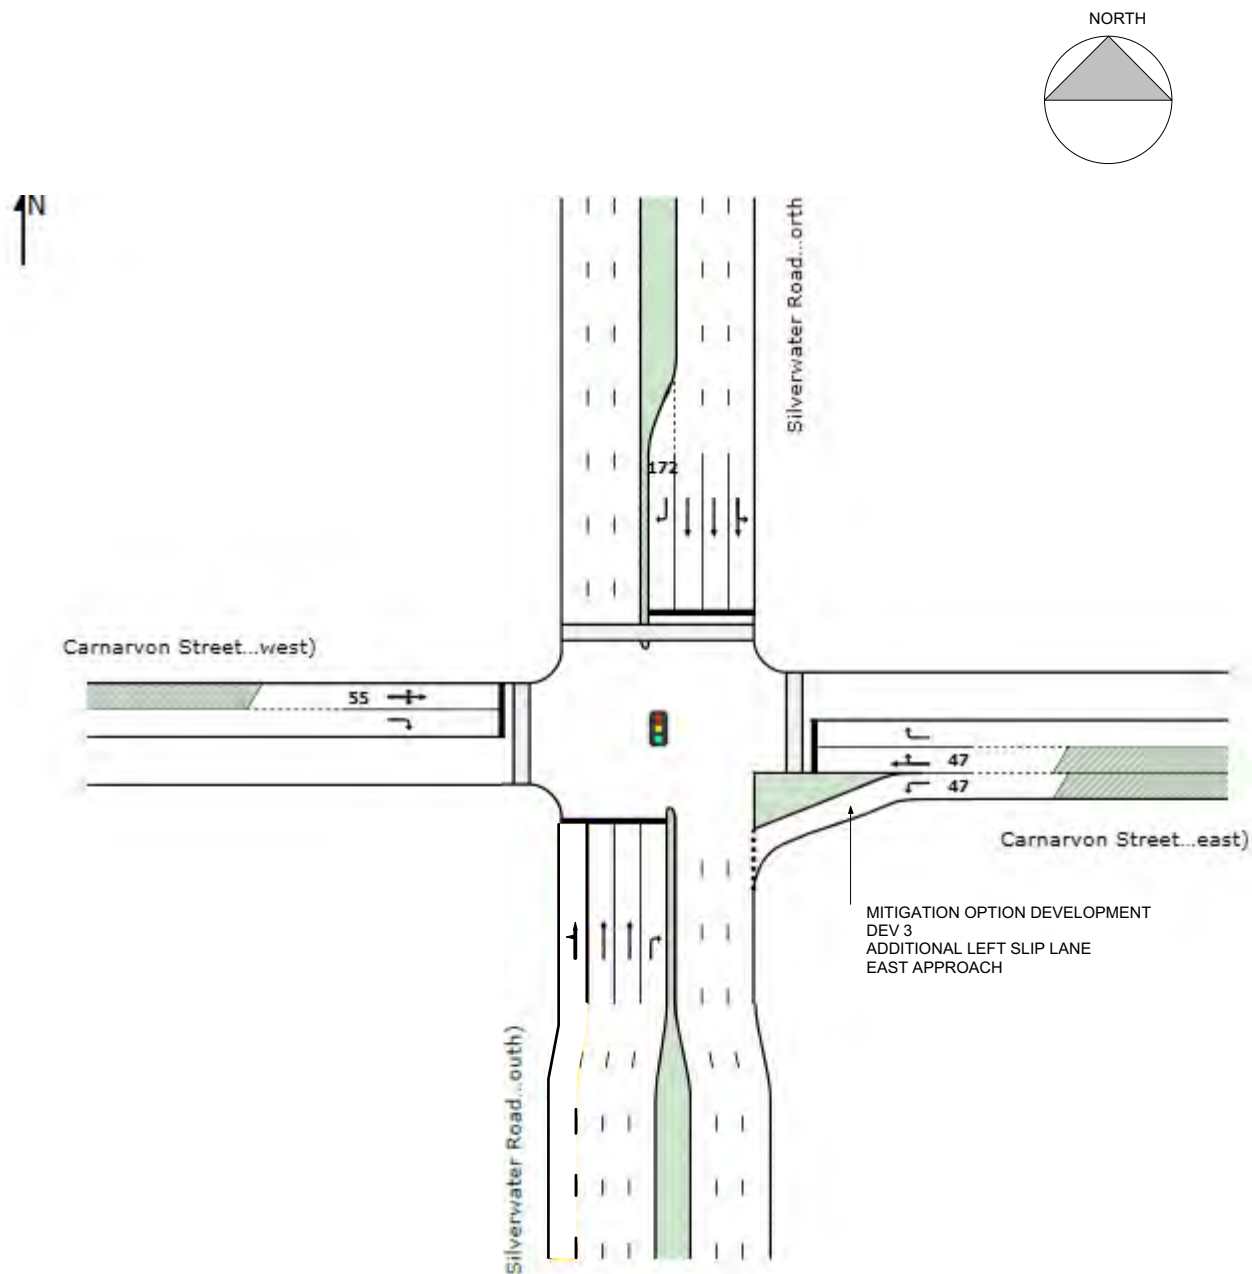 NORTH
N
Silverwater Road...orth
172
Carnarvon Street...west)
55
47
47
Carnarvon Street...east)
MITIGATION OPTION DEVELOPMENT
DEV 3
ADDITIONAL LEFT SLIP LANE
EAST APPROACH
Silverwater Road...outh)